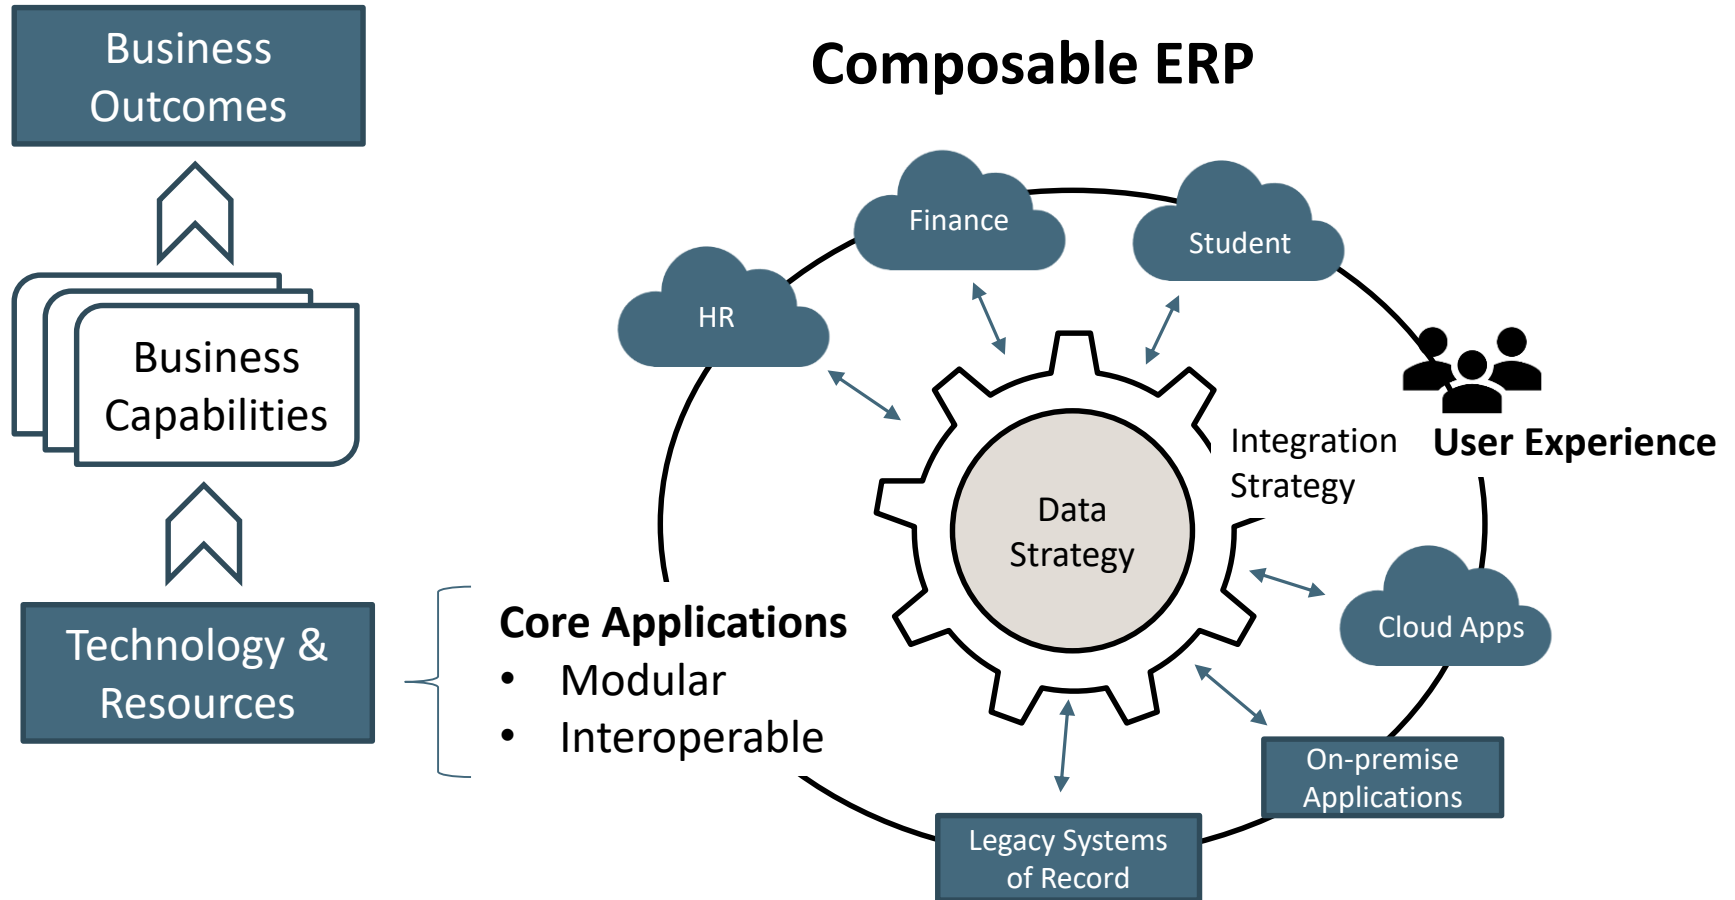 Business
Outcomes
Business
Capabilities
Technology &
Resources
Composable ERP
Finance
Student
HR
Integration
Strategy
User Experience
Data
Strategy
Cloud Apps
Core Applications
• Modular
• Interoperable
On-premise
Applications
Legacy Systems
of Record